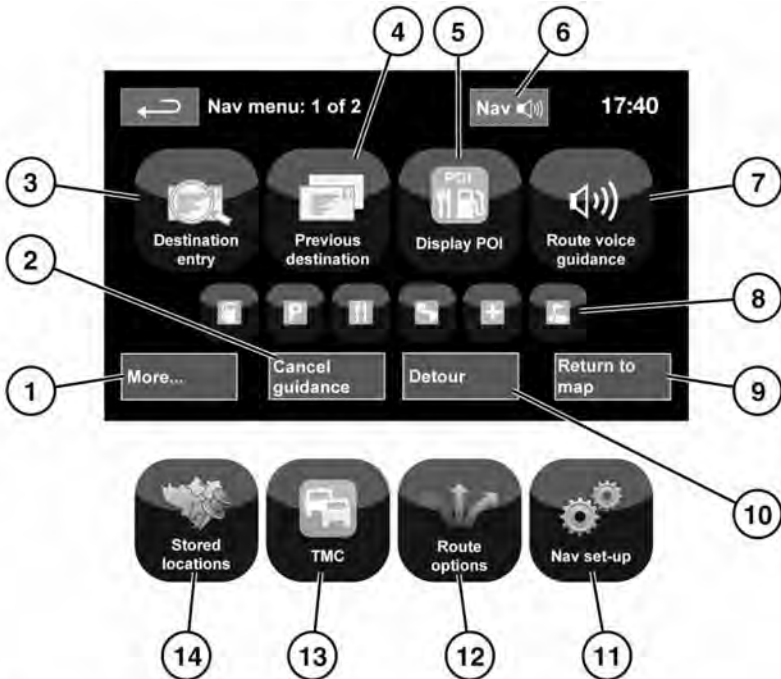 4
5
6
Nav menu: 1 of 2
Nav
17:40
3
7
POI
Destination
entry
Previous
destination
Display POI
Route voice
guidance
2
8
P
1
More...
Cancel
guidance
Detour
Return to
map
9
10
Stored
locations
TMC
Route
options
Nav set-up
14
13
12
11